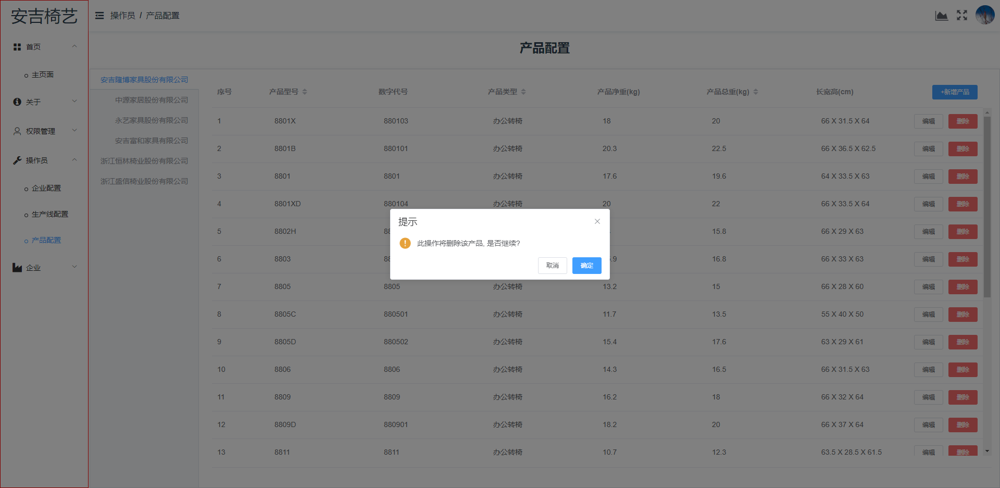 安吉椅艺
操作员 / 产品配置
首页
主页面
关于
权限管理
操作员
企业配置
生产线配置
产品配置
企业
产品配置
安吉隆博家具股份有限公司
中源家居股份有限公司
永艺家具股份有限公司
安吉富和家具有限公司
浙江恒林椅业股份有限公司
浙江盛信椅业股份有限公司
序号 产品型号 数字代号 产品类型 产品净重(kg) 产品总重(kg) 长宽高(cm) +新增产品
1 8801X 880103 办公转椅 18 20 66 X 31.5 X 64 编辑 删除
2 8801B 880101 办公转椅 20.3 22.5 66 X 36.5 X 62.5 编辑 删除
3 8801 8801 办公转椅 17.6 19.6 64 X 33.5 X 63 编辑 删除
4 8801XD 880104 办公转椅 20 22 66 X 33.5 X 64 编辑 删除
5 8802H 15.8 66 X 29 X 63 编辑 删除
6 8803 16.8 66 X 33 X 63 编辑 删除
7 8805 8805 办公转椅 13.2 15 66 X 28 X 60 编辑 删除
8 8805C 880501 办公转椅 11.7 13.5 55 X 40 X 50 编辑 删除
9 8805D 880502 办公转椅 15.4 17.6 63 X 29 X 61 编辑 删除
10 8806 8806 办公转椅 14.3 16.5 66 X 31.5 X 63 编辑 删除
11 8809 8809 办公转椅 16.2 18 66 X 32 X 64 编辑 删除
12 8809D 880901 办公转椅 18.2 20 66 X 37 X 64 编辑 删除
13 8811 8811 办公转椅 10.7 12.3 63.5 X 28.5 X 61.5 编辑 删除
提示
此操作将删除该产品, 是否继续?
取消 确定